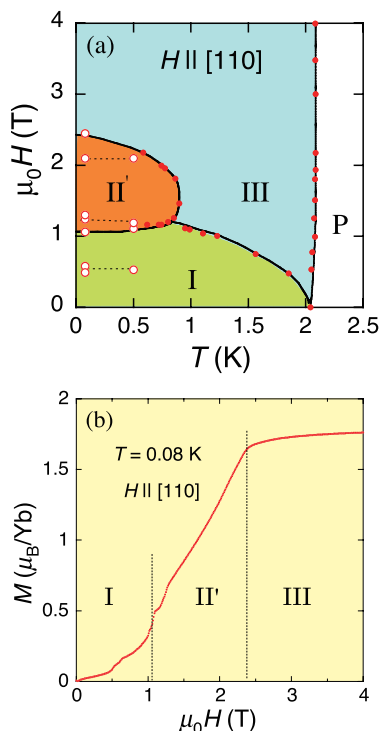 (a)
H || [110]
μ₀H (T)
4
3
2
1
0
II'
III
P
I
0
0.5
1
1.5
2
2.5
T (K)
(b)
T = 0.08 K
H || [110]
M (μB/Yb)
2
1.5
1
0.5
0
I
II'
III
0
1
2
3
4
μ₀H (T)